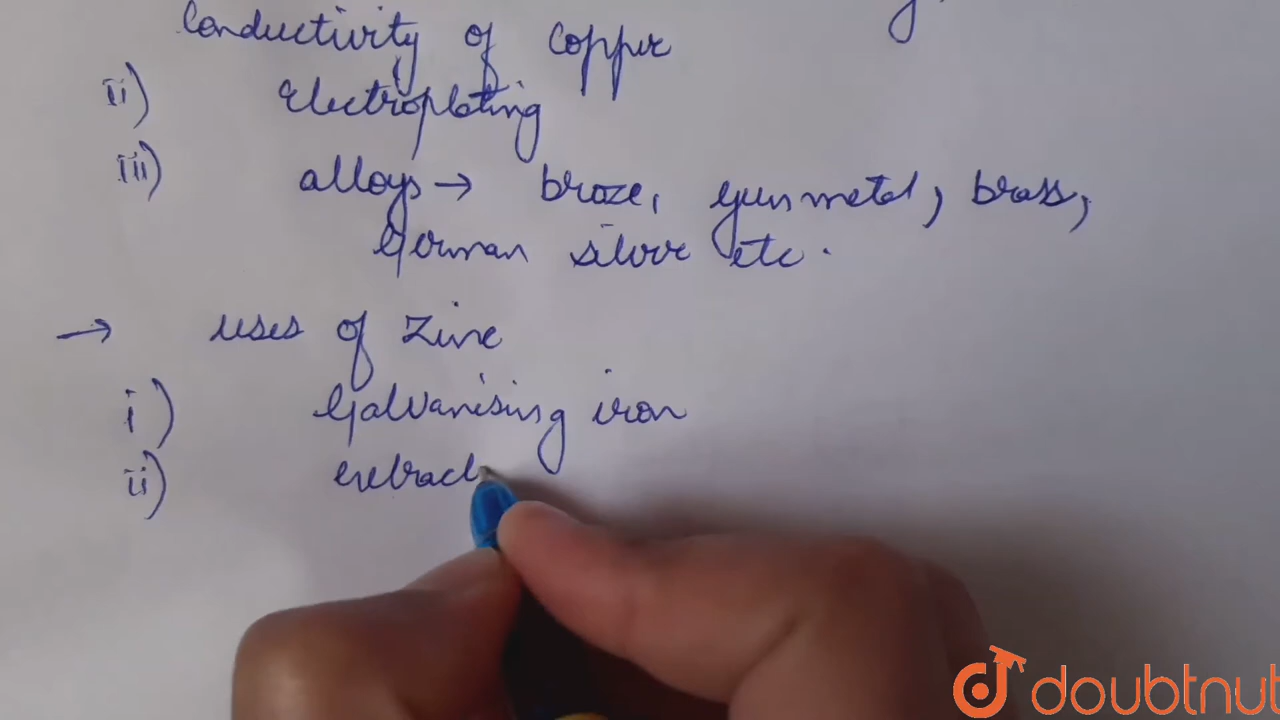 Conductivity of Copper
ii) Electroplating
iii) alloys → broze, gunmetal, brass,
German silver etc.
→ uses of zinc
i) Galvanising iron
ii) extract
doubtnut